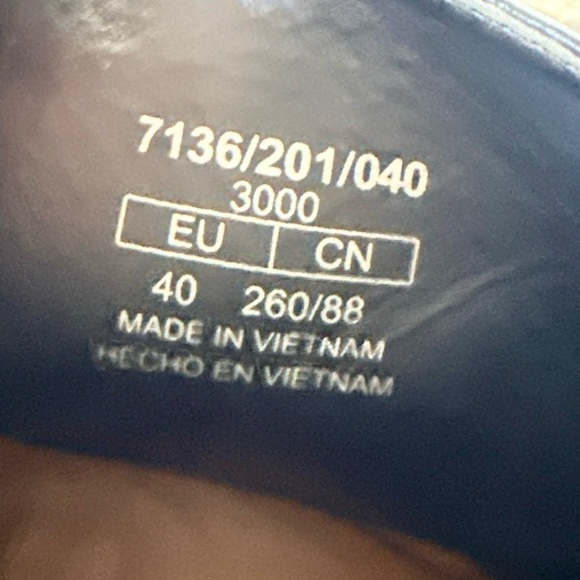 7136/201/040
3000
EU CN
40 260/88
MADE IN VIETNAM
HECHO EN VIETNAM